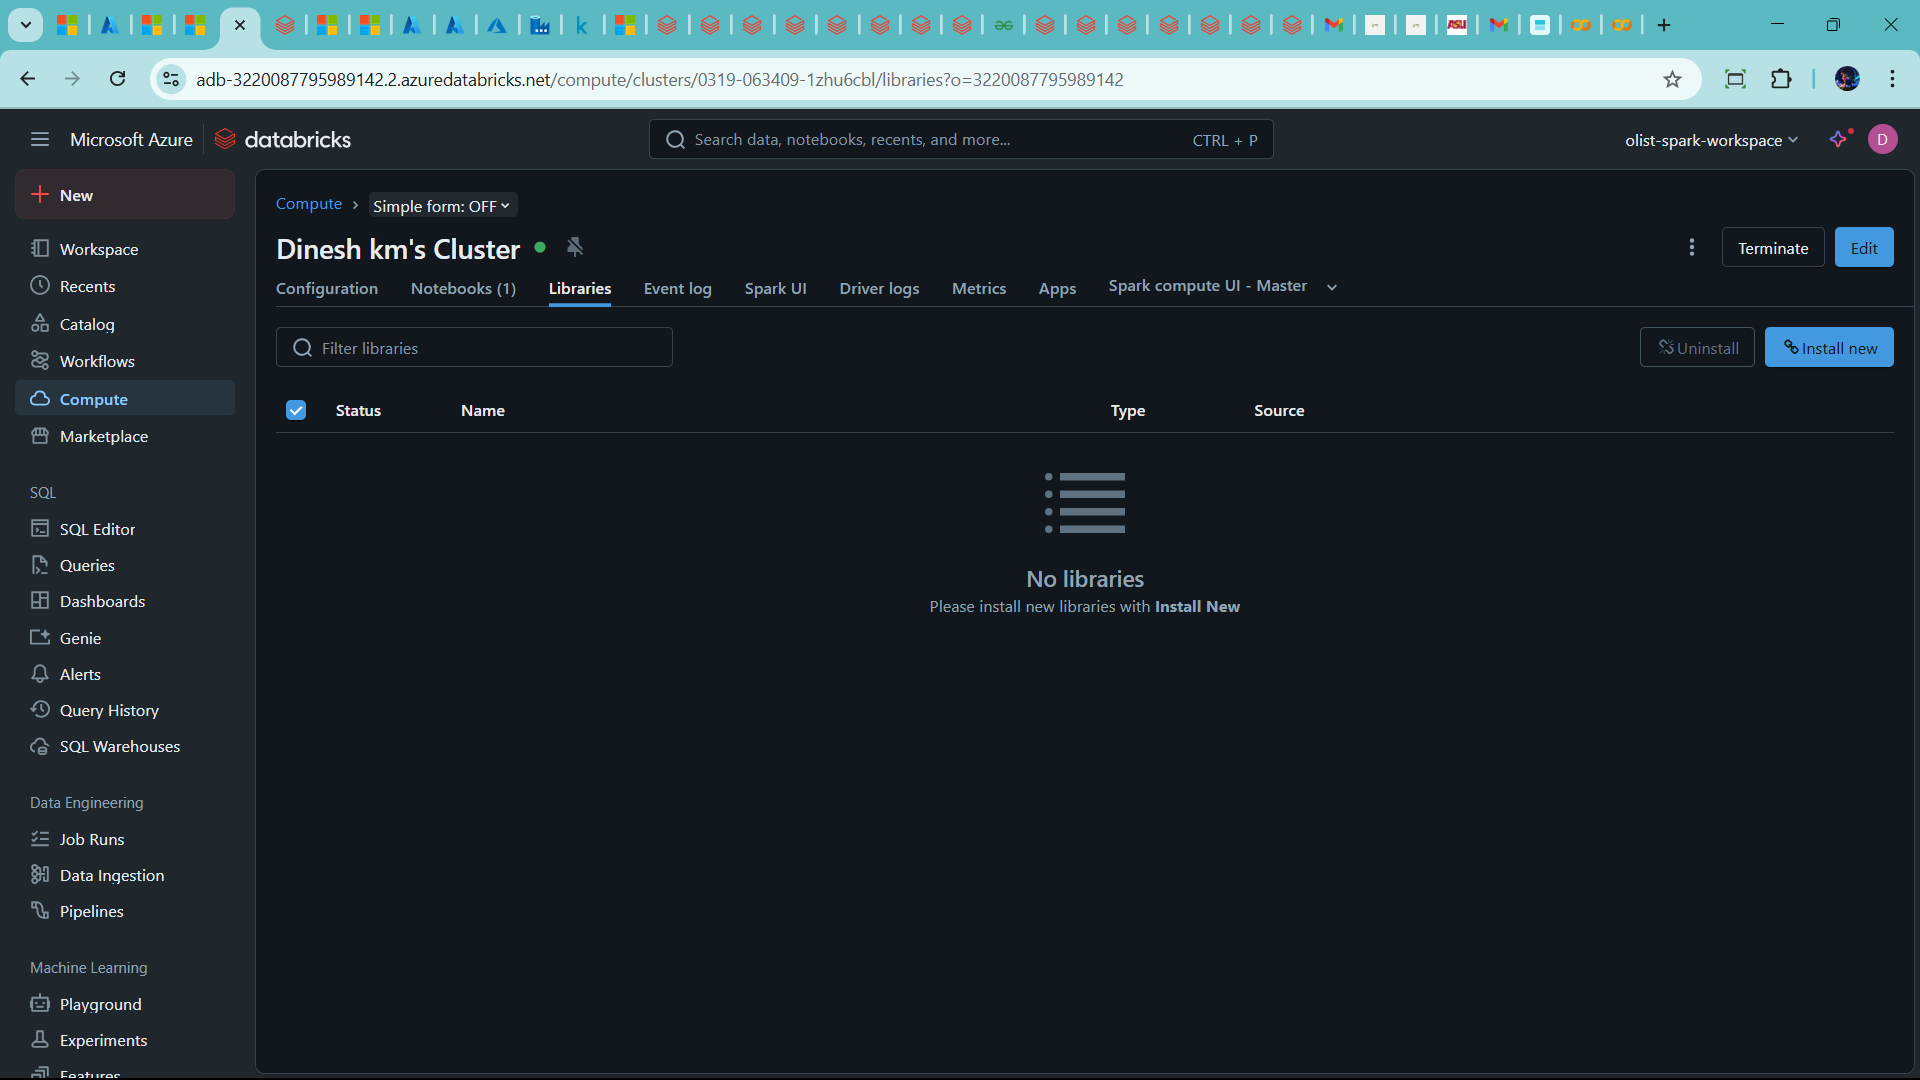 adb-3220087795989142.2.azuredatabricks.net/compute/clusters/0319-063409-1zhu6cbl/libraries?o=3220087795989142
Microsoft Azure databricks
Search data, notebooks, recents, and more... CTRL + P
olist-spark-workspace
D
New
Workspace
Recents
Catalog
Workflows
Compute
Marketplace
SQL
SQL Editor
Queries
Dashboards
Genie
Alerts
Query History
SQL Warehouses
Data Engineering
Job Runs
Data Ingestion
Pipelines
Machine Learning
Playground
Experiments
Features
Compute > Simple form: OFF
Dinesh km's Cluster
Terminate Edit
Configuration Notebooks (1) Libraries Event log Spark UI Driver logs Metrics Apps Spark compute UI - Master
Filter libraries
Uninstall Install new
Status Name Type Source
No libraries
Please install new libraries with Install New